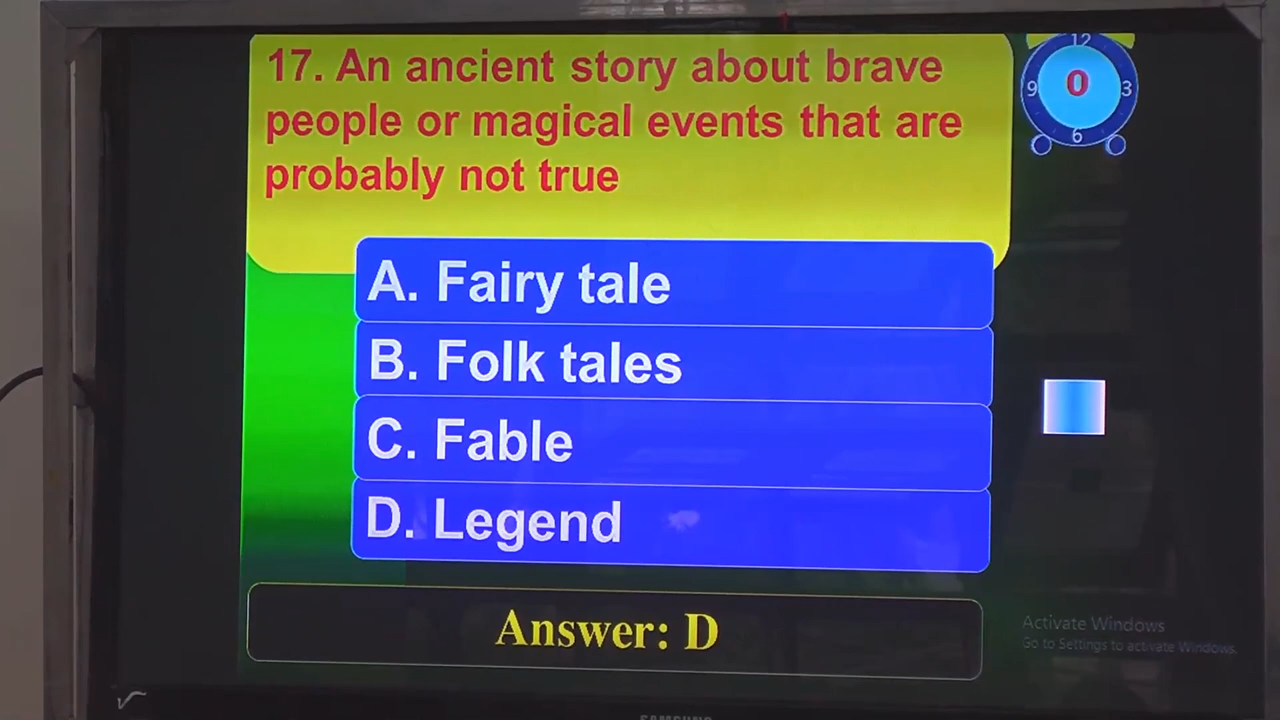 17. An ancient story about brave
people or magical events that are
probably not true
12
9
0
3
6
A. Fairy tale
B. Folk tales
C. Fable
D. Legend
Answer: D
Activate Windows
Go to Settings to activate Windows.
SAMSUNG